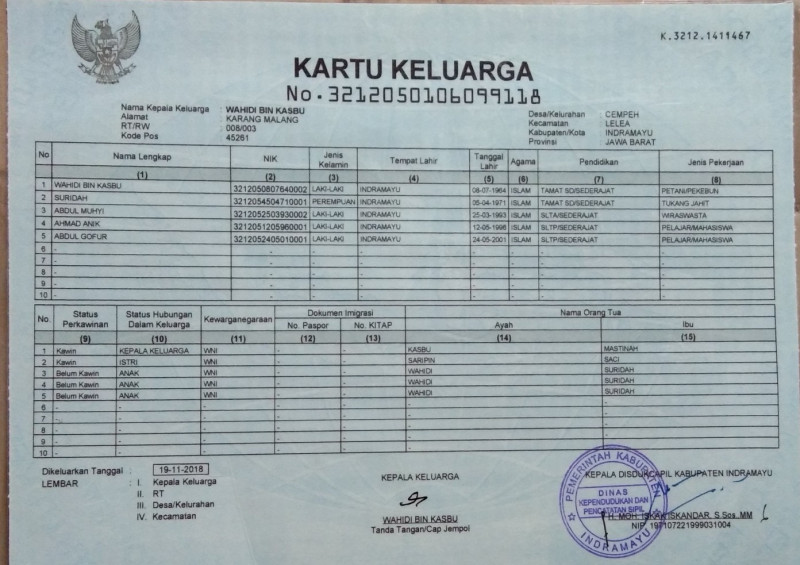 K.3212.1411467
KARTU KELUARGA
No.3212050106099118
Nama Kepala Keluarga : WAHIDI BIN KASBU
Alamat : KARANG MALANG
RT/RW : 008/003
Kode Pos : 45261
Desa/Kelurahan : CEMPEH
Kecamatan : LELEA
Kabupaten/Kota : INDRAMAYU
Provinsi : JAWA BARAT
No Nama Lengkap NIK Jenis Kelamin Tempat Lahir Tanggal Lahir Agama Pendidikan Jenis Pekerjaan
(1) (2) (3) (4) (5) (6) (7) (8)
1 WAHIDI BIN KASBU 3212050607640002 LAKI-LAKI INDRAMAYU 06-07-1964 ISLAM TAMAT SD/SEDERAJAT PETANI/PEKEBUN
2 SURIDAH 3212054504710001 PEREMPUAN INDRAMAYU 05-04-1971 ISLAM TAMAT SD/SEDERAJAT TUKANG JAHIT
3 ABDUL MUHYI 3212052503930002 LAKI-LAKI INDRAMAYU 25-03-1993 ISLAM SLTA/SEDERAJAT WIRASWASTA
4 AHMAD ANIK 3212051205960001 LAKI-LAKI INDRAMAYU 12-05-1996 ISLAM SLTP/SEDERAJAT PELAJAR/MAHASISWA
5 ABDUL GOFUR 3212052405010001 LAKI-LAKI INDRAMAYU 24-05-2001 ISLAM SLTP/SEDERAJAT PELAJAR/MAHASISWA
6 - - - - - - - -
7 - - - - - - - -
8 - - - - - - - -
9 - - - - - - - -
10 - - - - - - - -
No. Status Perkawinan Status Hubungan Dalam Keluarga Kewarganegaraan Dokumen Imigrasi Nama Orang Tua
No. Paspor No. KITAP Ayah Ibu
(9) (10) (11) (12) (13) (14) (15)
1 Kawin KEPALA KELUARGA WNI - - KASBU MASTINAH
2 Kawin ISTRI WNI - - SARIPIN SACI
3 Belum Kawin ANAK WNI - - WAHIDI SURIDAH
4 Belum Kawin ANAK WNI - - WAHIDI SURIDAH
5 Belum Kawin ANAK WNI - - WAHIDI SURIDAH
6 - - - - - - -
7 - - - - - - -
8 - - - - - - -
9 - - - - - - -
10 - - - - - - -
Dikeluarkan Tanggal : 19-11-2018
LEMBAR : I. Kepala Keluarga
II. RT
III. Desa/Kelurahan
IV. Kecamatan
KEPALA KELUARGA
WAHIDI BIN KASBU
Tanda Tangan/Cap Jempol
KEPALA DISDUKCAPIL KABUPATEN INDRAMAYU
PEMERINTAH KABUPATEN
DINAS
KEPENDUDUKAN DAN
PENCATATAN SIPIL
INDRAMAYU
H. MOH. ISKAK ISKANDAR, S.Sos, MM
NIP. 197107221999031004